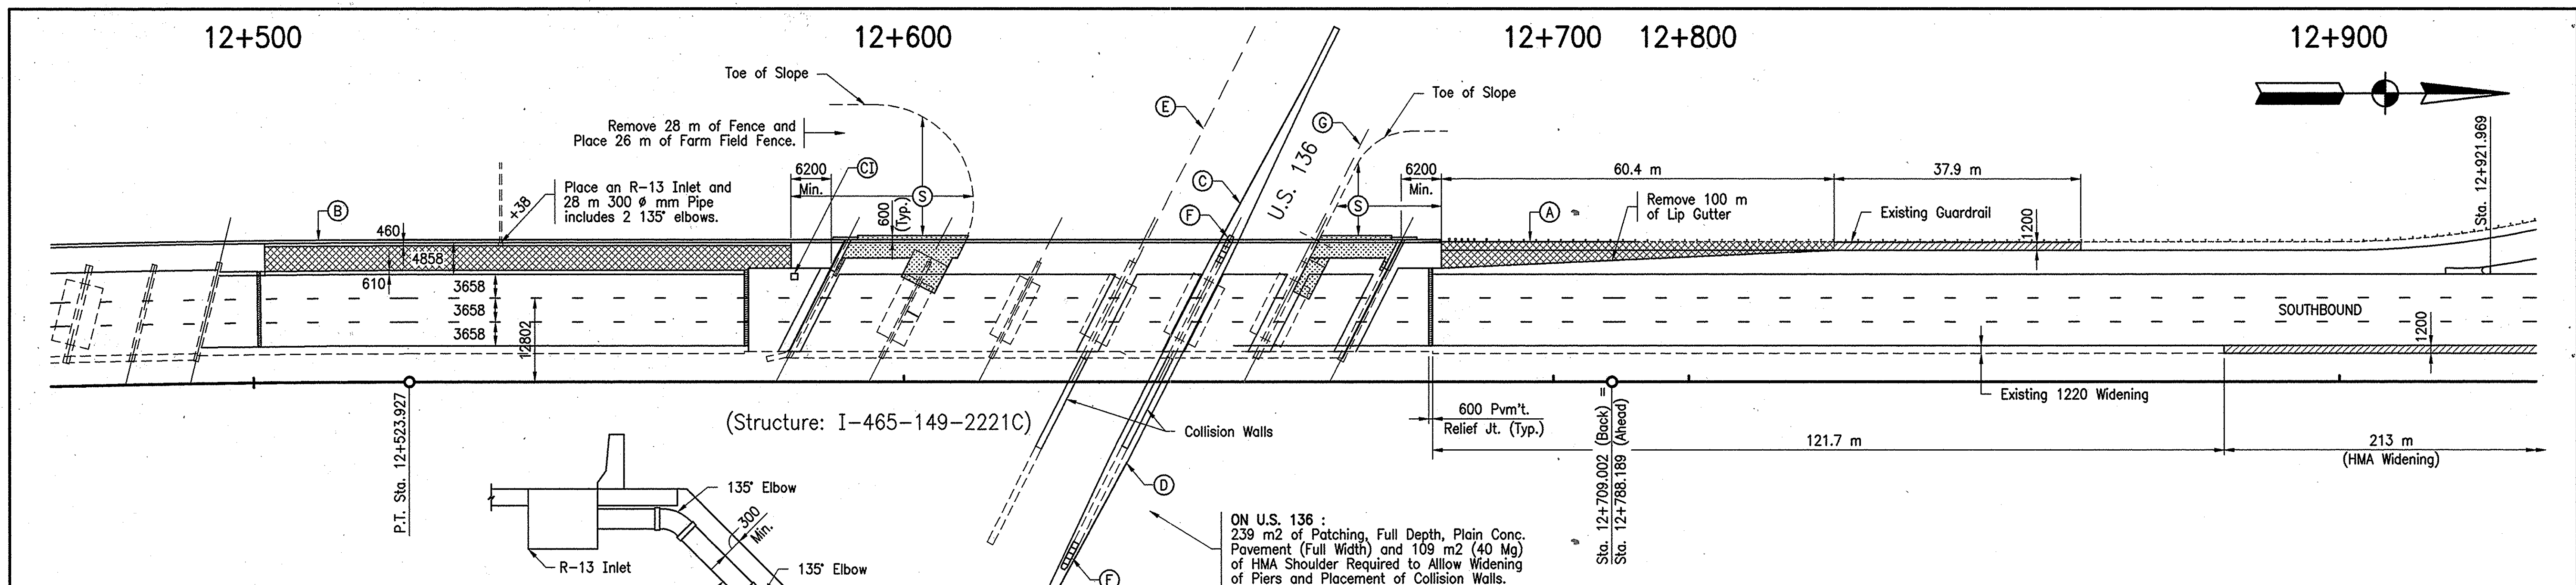 12+500
12+600
12+700
12+800
12+900
Toe of Slope
Remove 28 m of Fence and
Place 26 m of Farm Field Fence.
E
G
Toe of Slope
U.S. 136
Sta. 12+921.969
CI
6200
Min.
S
600
(Typ.)
C
F
6200
Min.
S
60.4 m
37.9 m
Place an R-13 Inlet and
28 m 300 ø mm Pipe
includes 2 135° elbows.
+38
B
A
Remove 100 m
of Lip Gutter
Existing Guardrail
1200
460
4858
610
3658
3658
3658
12802
SOUTHBOUND
1200
Existing 1220 Widening
P.T. Sta. 12+523.927
(Structure: I-465-149-2221C)
Collision Walls
600 Pvm't.
Relief Jt. (Typ.)
Sta. 12+709.002 (Back) =
Sta. 12+788.189 (Ahead)
121.7 m
213 m
(HMA Widening)
135° Elbow
300
Min.
D
R-13 Inlet
135° Elbow
F
ON U.S. 136 :
239 m2 of Patching, Full Depth, Plain Conc.
Pavement (Full Width) and 109 m2 (40 Mg)
of HMA Shoulder Required to Alllow Widening
of Piers and Placement of Collision Walls.